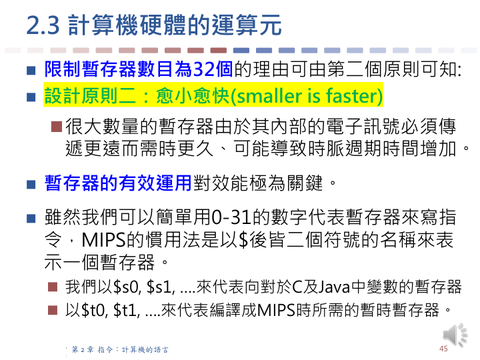 2.3 計算機硬體的運算元
限制暫存器數目為32個的理由可由第二個原則可知:
設計原則二：愈小愈快(smaller is faster)
很大數量的暫存器由於其內部的電子訊號必須傳
遞更遠而需時更久、可能導致時脈週期時間增加。
暫存器的有效運用對效能極為關鍵。
雖然我們可以簡單用0-31的數字代表暫存器來寫指
令，MIPS的慣用法是以$後皆二個符號的名稱來表
示一個暫存器。
我們以$s0, $s1, ....來代表向對於C及Java中變數的暫存器
以$t0, $t1, ....來代表編譯成MIPS時所需的暫時暫存器。
第 2 章 指令：計算機的語言
45